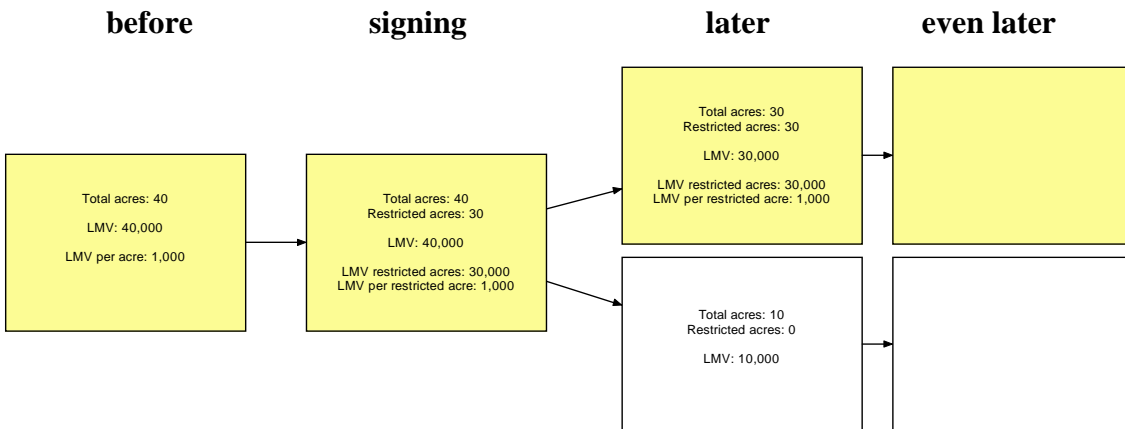 before
signing
later
even later
Total acres: 40
LMV: 40,000
LMV per acre: 1,000
Total acres: 40
Restricted acres: 30
LMV: 40,000
LMV restricted acres: 30,000
LMV per restricted acre: 1,000
Total acres: 30
Restricted acres: 30
LMV: 30,000
LMV restricted acres: 30,000
LMV per restricted acre: 1,000
Total acres: 10
Restricted acres: 0
LMV: 10,000